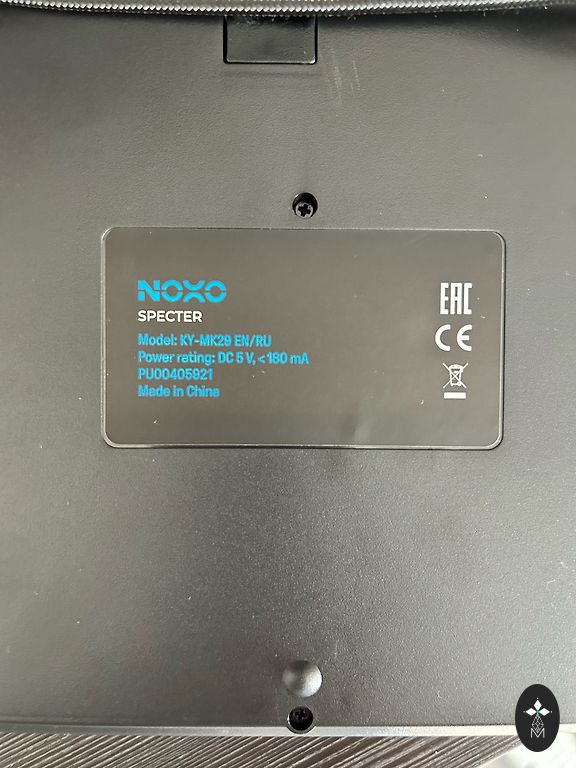 NOXO
SPECTER
Model: KY-MK29 EN/RU
Power rating: DC 5 V, <180 mA
PU00405921
Made in China
EAC
CE
M